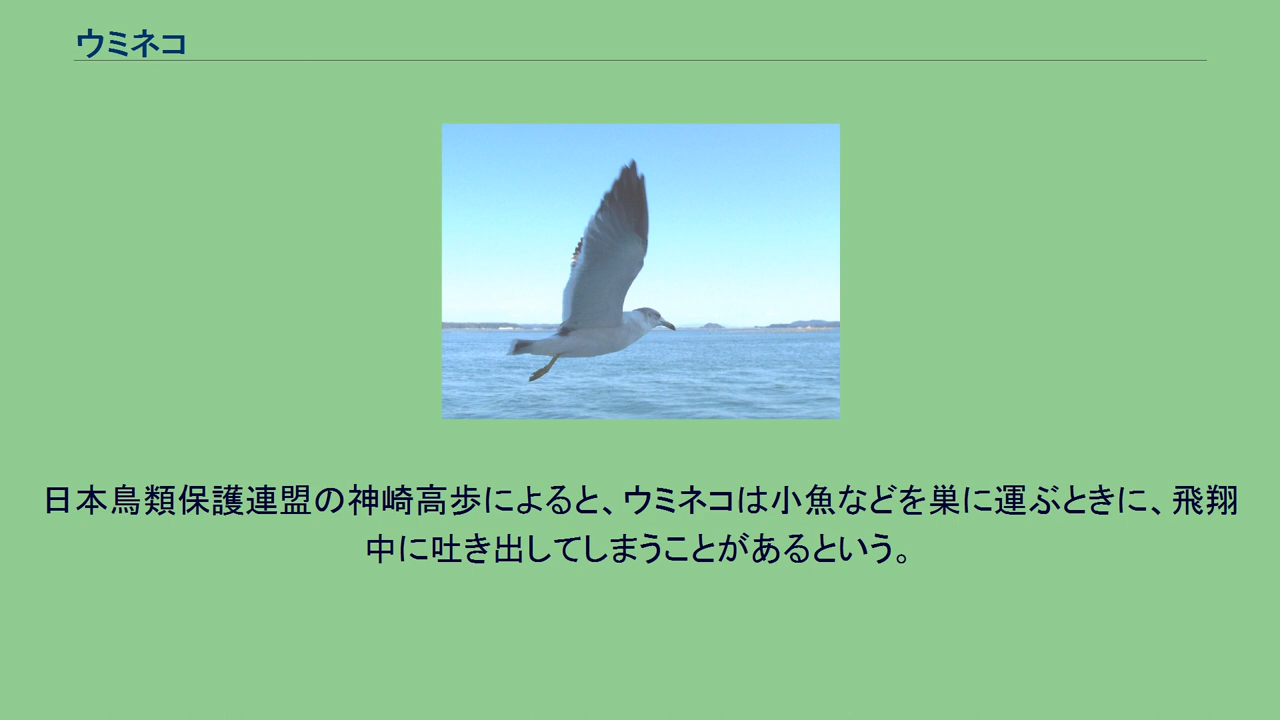 ウミネコ
日本鳥類保護連盟の神崎高歩によると、ウミネコは小魚などを巣に運ぶときに、飛翔
中に吐き出してしまうことがあるという。